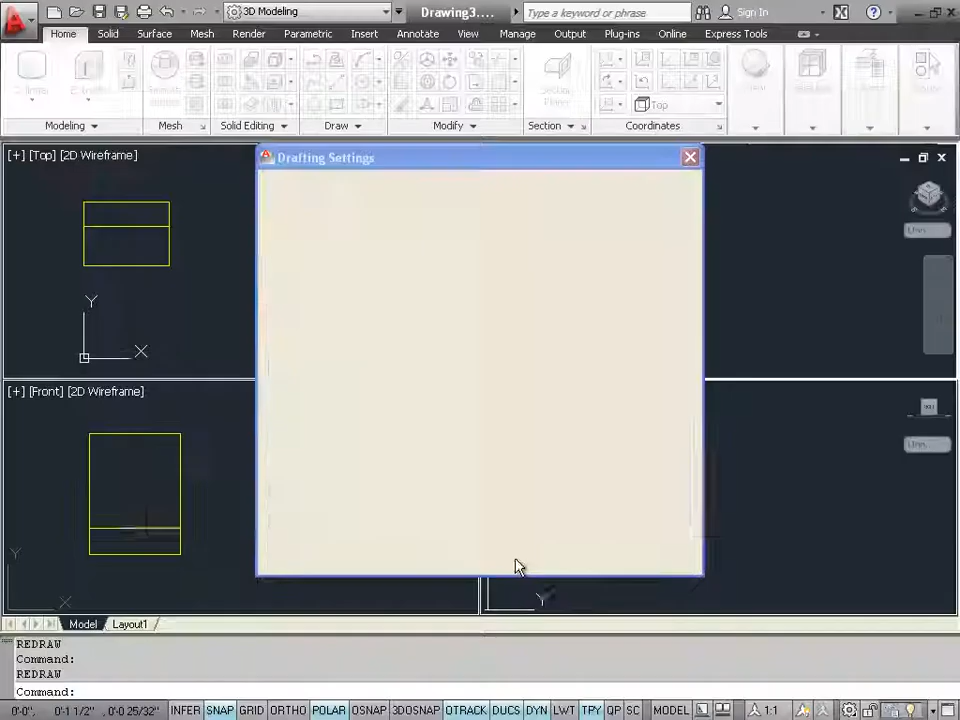 3D Modeling
Drawing3....
Type a keyword or phrase
Sign In
Home Solid Surface Mesh Render Parametric Insert Annotate View Manage Output Plug-ins Online Express Tools
Top
Modeling Mesh Solid Editing Draw Modify Section Coordinates
[+] [Top] [2D Wireframe]
Drafting Settings
Y
X
[+] [Front] [2D Wireframe]
Y
X
Y
Model Layout1
REDRAW
Command:
REDRAW
Command:
0'-0", 0'-1 1/2" , 0'-0 25/32" INFER SNAP GRID ORTHO POLAR OSNAP 3DOSNAP OTRACK DUCS DYN LWT TPY QP SC MODEL 1:1